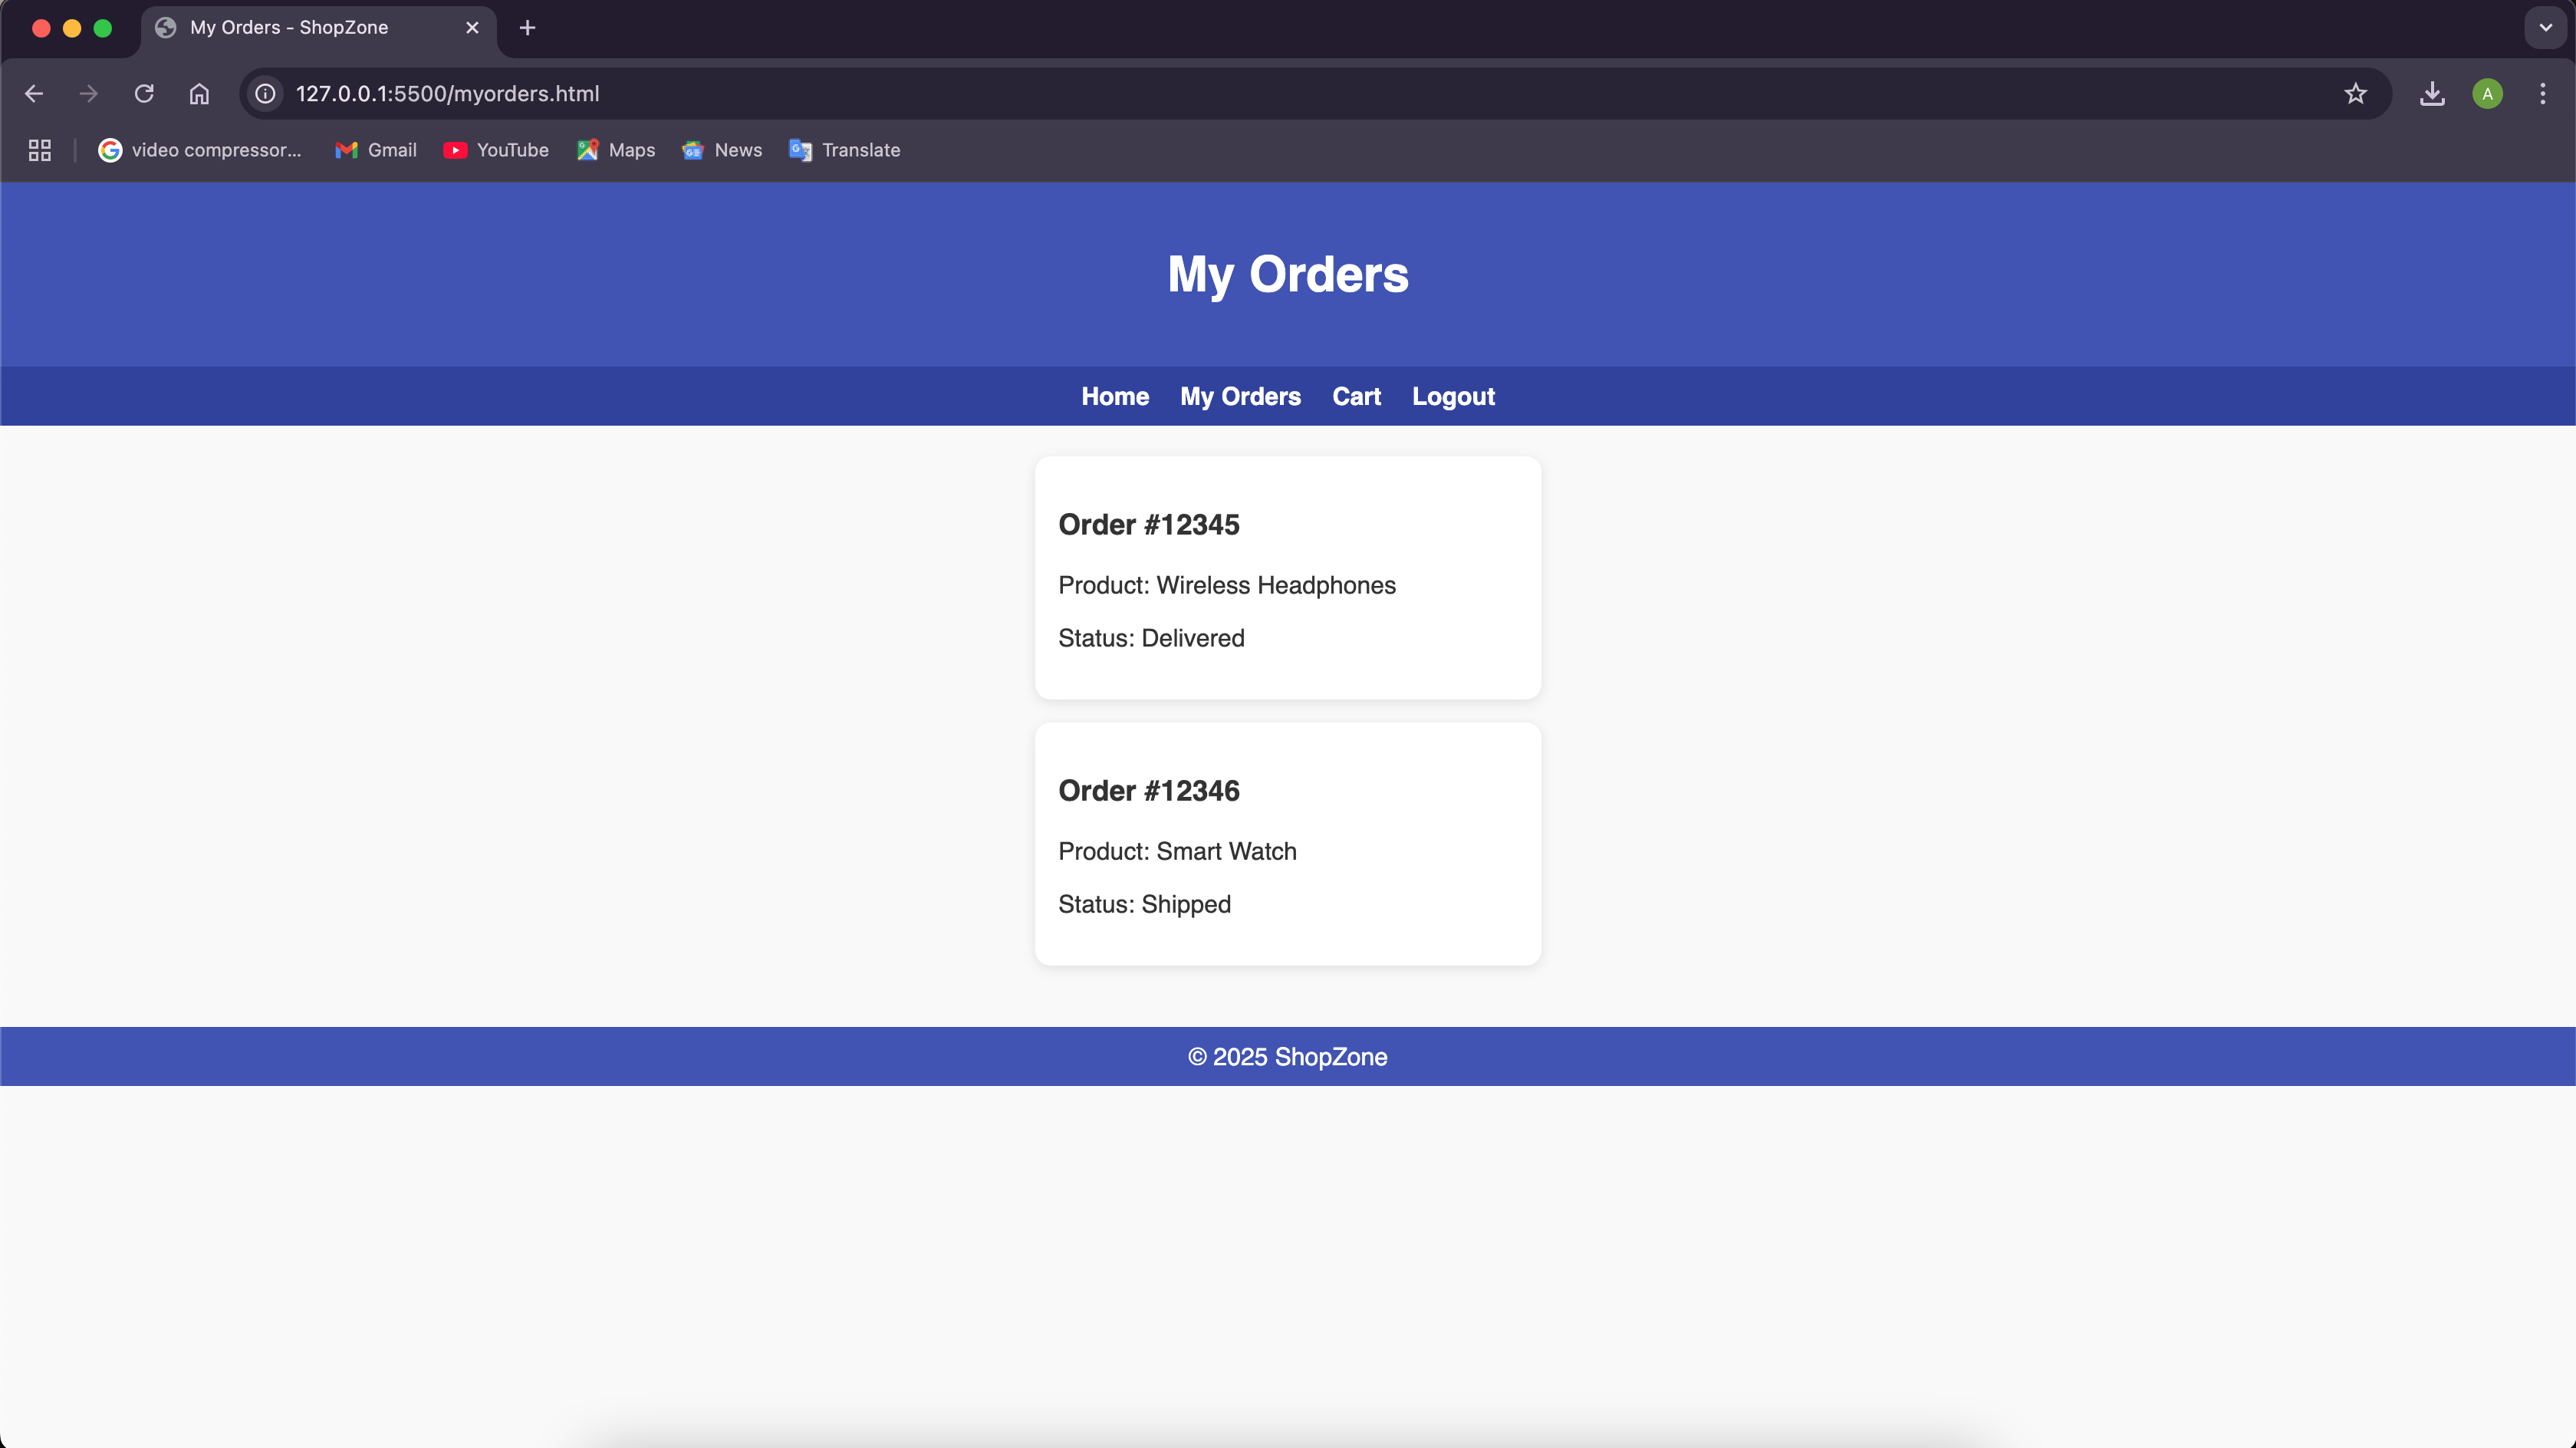 My Orders - ShopZone
127.0.0.1:5500/myorders.html
A
video compressor... Gmail YouTube Maps News Translate
My Orders
Home My Orders Cart Logout
Order #12345
Product: Wireless Headphones
Status: Delivered
Order #12346
Product: Smart Watch
Status: Shipped
© 2025 ShopZone